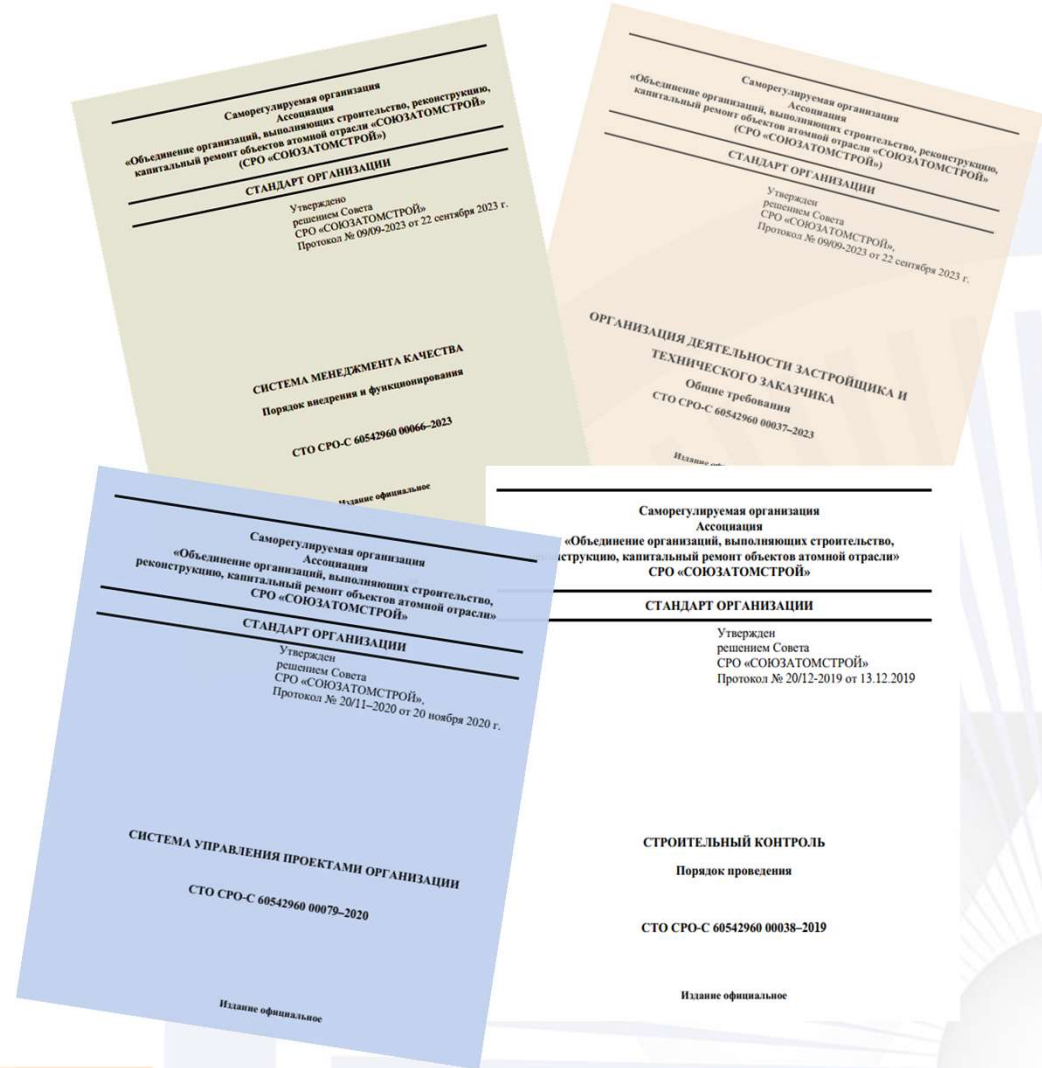 Саморегулируемая организация
Ассоциация
«Объединение организаций, выполняющих строительство, реконструкцию,
капитальный ремонт объектов атомной отрасли «СОЮЗАТОМСТРОЙ»
(СРО «СОЮЗАТОМСТРОЙ»)
СТАНДАРТ ОРГАНИЗАЦИИ
Утверждено
решением Совета
СРО «СОЮЗАТОМСТРОЙ»
Протокол № 09/09-2023 от 22 сентября 2023 г.
СИСТЕМА МЕНЕДЖМЕНТА КАЧЕСТВА
Порядок внедрения и функционирования
СТО СРО-С 60542960 00066–2023
Издание официальное
Саморегулируемая организация
Ассоциация
«Объединение организаций, выполняющих строительство, реконструкцию,
капитальный ремонт объектов атомной отрасли «СОЮЗАТОМСТРОЙ»
(СРО «СОЮЗАТОМСТРОЙ»)
СТАНДАРТ ОРГАНИЗАЦИИ
Утвержден
решением Совета
СРО «СОЮЗАТОМСТРОЙ»,
Протокол № 09/09-2023 от 22 сентября 2023 г.
ОРГАНИЗАЦИЯ ДЕЯТЕЛЬНОСТИ ЗАСТРОЙЩИКА И
ТЕХНИЧЕСКОГО ЗАКАЗЧИКА
Общие требования
СТО СРО-С 60542960 00037–2023
Издание
Саморегулируемая организация
Ассоциация
«Объединение организаций, выполняющих строительство,
реконструкцию, капитальный ремонт объектов атомной отрасли»
СРО «СОЮЗАТОМСТРОЙ»
СТАНДАРТ ОРГАНИЗАЦИИ
Утвержден
решением Совета
СРО «СОЮЗАТОМСТРОЙ»,
Протокол № 20/11–2020 от 20 ноября 2020 г.
СИСТЕМА УПРАВЛЕНИЯ ПРОЕКТАМИ ОРГАНИЗАЦИИ
СТО СРО-С 60542960 00079–2020
Издание официальное
Саморегулируемая организация
Ассоциация
«Объединение организаций, выполняющих строительство,
струкцию, капитальный ремонт объектов атомной отрасли»
СРО «СОЮЗАТОМСТРОЙ»
СТАНДАРТ ОРГАНИЗАЦИИ
Утвержден
решением Совета
СРО «СОЮЗАТОМСТРОЙ»
Протокол № 20/12-2019 от 13.12.2019
СТРОИТЕЛЬНЫЙ КОНТРОЛЬ
Порядок проведения
СТО СРО-С 60542960 00038–2019
Издание официальное